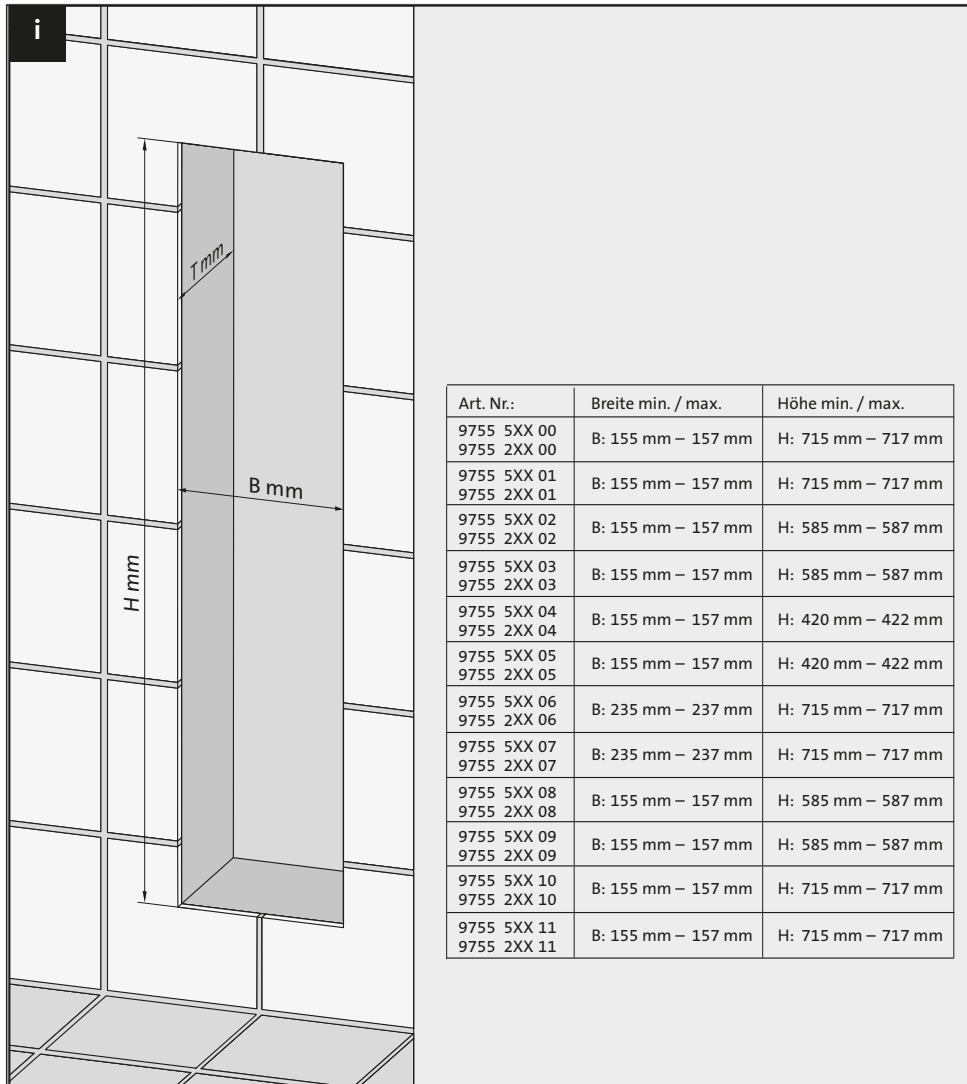 i
T mm
B mm
H mm
Art. Nr.: Breite min. / max. Höhe min. / max.
9755 5XX 00
9755 2XX 00
B: 155 mm – 157 mm H: 715 mm – 717 mm
9755 5XX 01
9755 2XX 01
B: 155 mm – 157 mm H: 715 mm – 717 mm
9755 5XX 02
9755 2XX 02
B: 155 mm – 157 mm H: 585 mm – 587 mm
9755 5XX 03
9755 2XX 03
B: 155 mm – 157 mm H: 585 mm – 587 mm
9755 5XX 04
9755 2XX 04
B: 155 mm – 157 mm H: 420 mm – 422 mm
9755 5XX 05
9755 2XX 05
B: 155 mm – 157 mm H: 420 mm – 422 mm
9755 5XX 06
9755 2XX 06
B: 235 mm – 237 mm H: 715 mm – 717 mm
9755 5XX 07
9755 2XX 07
B: 235 mm – 237 mm H: 715 mm – 717 mm
9755 5XX 08
9755 2XX 08
B: 155 mm – 157 mm H: 585 mm – 587 mm
9755 5XX 09
9755 2XX 09
B: 155 mm – 157 mm H: 585 mm – 587 mm
9755 5XX 10
9755 2XX 10
B: 155 mm – 157 mm H: 715 mm – 717 mm
9755 5XX 11
9755 2XX 11
B: 155 mm – 157 mm H: 715 mm – 717 mm